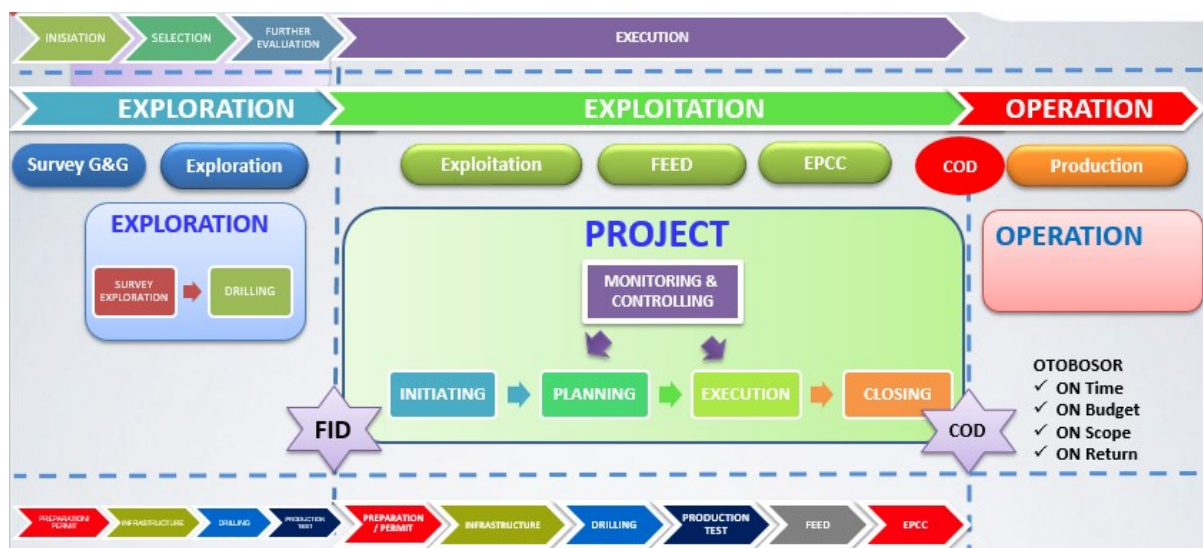 INISIATION
SELECTION
FURTHER
EVALUATION
EXECUTION
EXPLORATION
EXPLOITATION
OPERATION
Survey G&G
Exploration
Exploitation
FEED
EPCC
COD
Production
EXPLORATION
SURVEY
EXPLORATION
DRILLING
PROJECT
MONITORING &
CONTROLLING
INITIATING
PLANNING
EXECUTION
CLOSING
OPERATION
FID
COD
OTOBOSOR
✓ ON Time
✓ ON Budget
✓ ON Scope
✓ ON Return
PREPARATION/
PERMIT
INFRASTRUCTURE
DRILLING
PRODUCTION
TEST
PREPARATION
/ PERMIT
INFRASTRUCTURE
DRILLING
PRODUCTION
TEST
FEED
EPCC